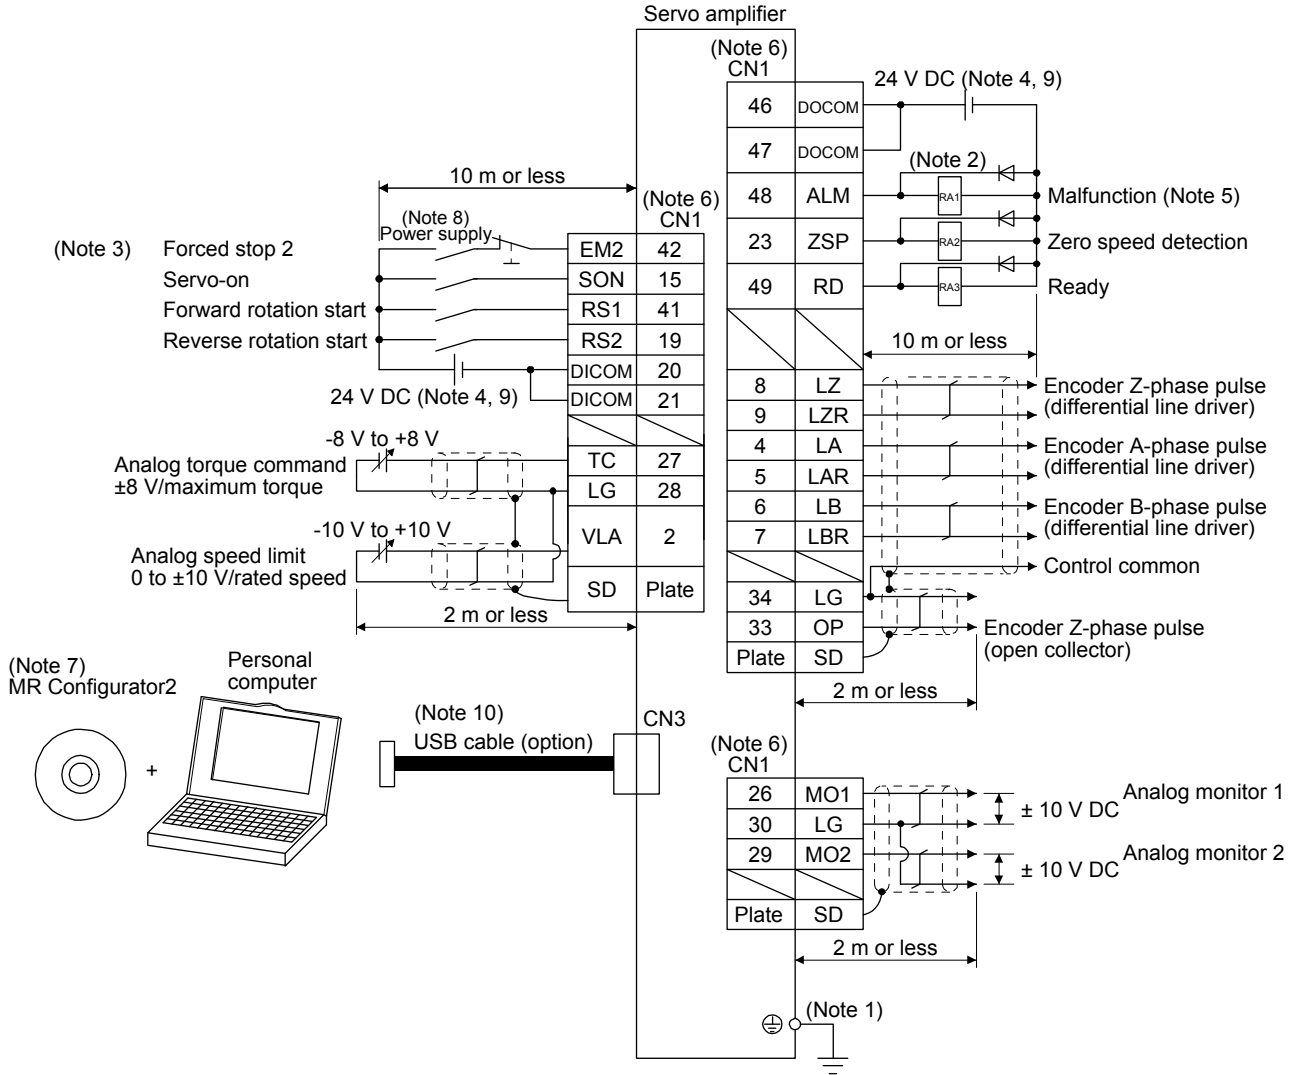 Servo amplifier
(Note 6)
CN1
24 V DC (Note 4, 9)
46 DOCOM
47 DOCOM
(Note 2)
48 ALM RA1 Malfunction (Note 5)
23 ZSP RA2 Zero speed detection
49 RD RA3 Ready
10 m or less
8 LZ Encoder Z-phase pulse
(differential line driver)
9 LZR
4 LA Encoder A-phase pulse
(differential line driver)
5 LAR
6 LB Encoder B-phase pulse
(differential line driver)
7 LBR
Control common
34 LG
33 OP Encoder Z-phase pulse
(open collector)
Plate SD
2 m or less
10 m or less
(Note 6)
CN1
(Note 8)
Power supply
(Note 3) Forced stop 2 EM2 42
Servo-on SON 15
Forward rotation start RS1 41
Reverse rotation start RS2 19
DICOM 20
24 V DC (Note 4, 9) DICOM 21
-8 V to +8 V
Analog torque command
±8 V/maximum torque
TC 27
LG 28
-10 V to +10 V
Analog speed limit
0 to ±10 V/rated speed
VLA 2
SD Plate
2 m or less
(Note 7)
MR Configurator2
+
Personal
computer
(Note 10)
USB cable (option)
CN3
(Note 6)
CN1
26 MO1 Analog monitor 1
± 10 V DC
30 LG
29 MO2 Analog monitor 2
± 10 V DC
Plate SD
2 m or less
(Note 1)